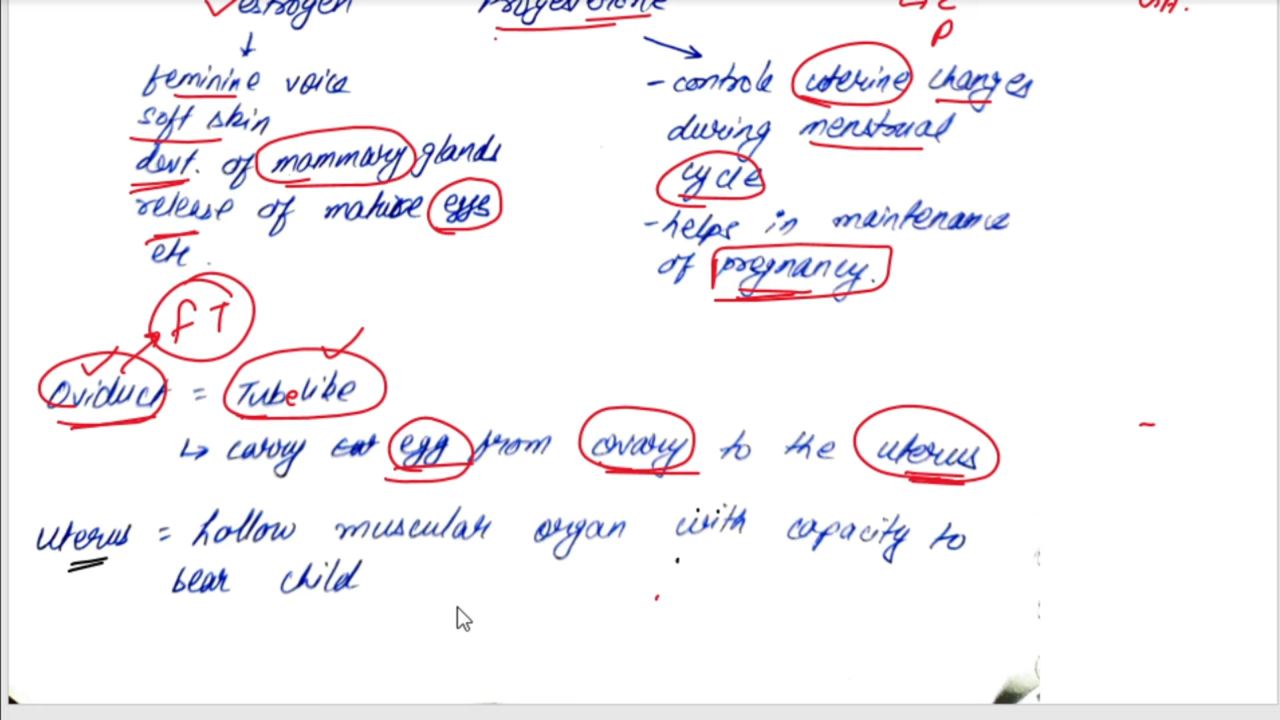 estrogen
Progesterone
feminine voice
soft skin
devt. of mammary glands
release of mature eggs
etc.
P
- controls uterine changes
during menstrual
cycle
- helps in maintenance
of pregnancy.
FT
Oviduct = Tubelike
↳ carry egg from ovary to the uterus
Uterus = hollow muscular organ with capacity to
bear child